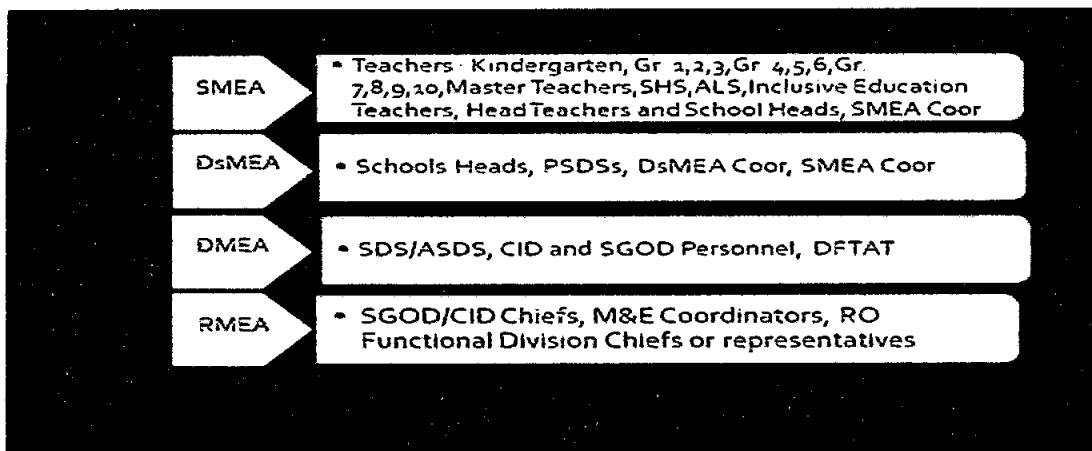 SMEA
• Teachers · Kindergarten, Gr 1,2,3,Gr 4,5,6,Gr.
7,8,9,10,Master Teachers,SHS,ALS,Inclusive Education
Teachers, Head Teachers and School Heads, SMEA Coor
DsMEA
• Schools Heads, PSDSs, DsMEA Coor, SMEA Coor
DMEA
• SDS/ASDS, CID and SGOD Personnel, DFTAT
RMEA
• SGOD/CID Chiefs, M&E Coordinators, RO
Functional Division Chiefs or representatives